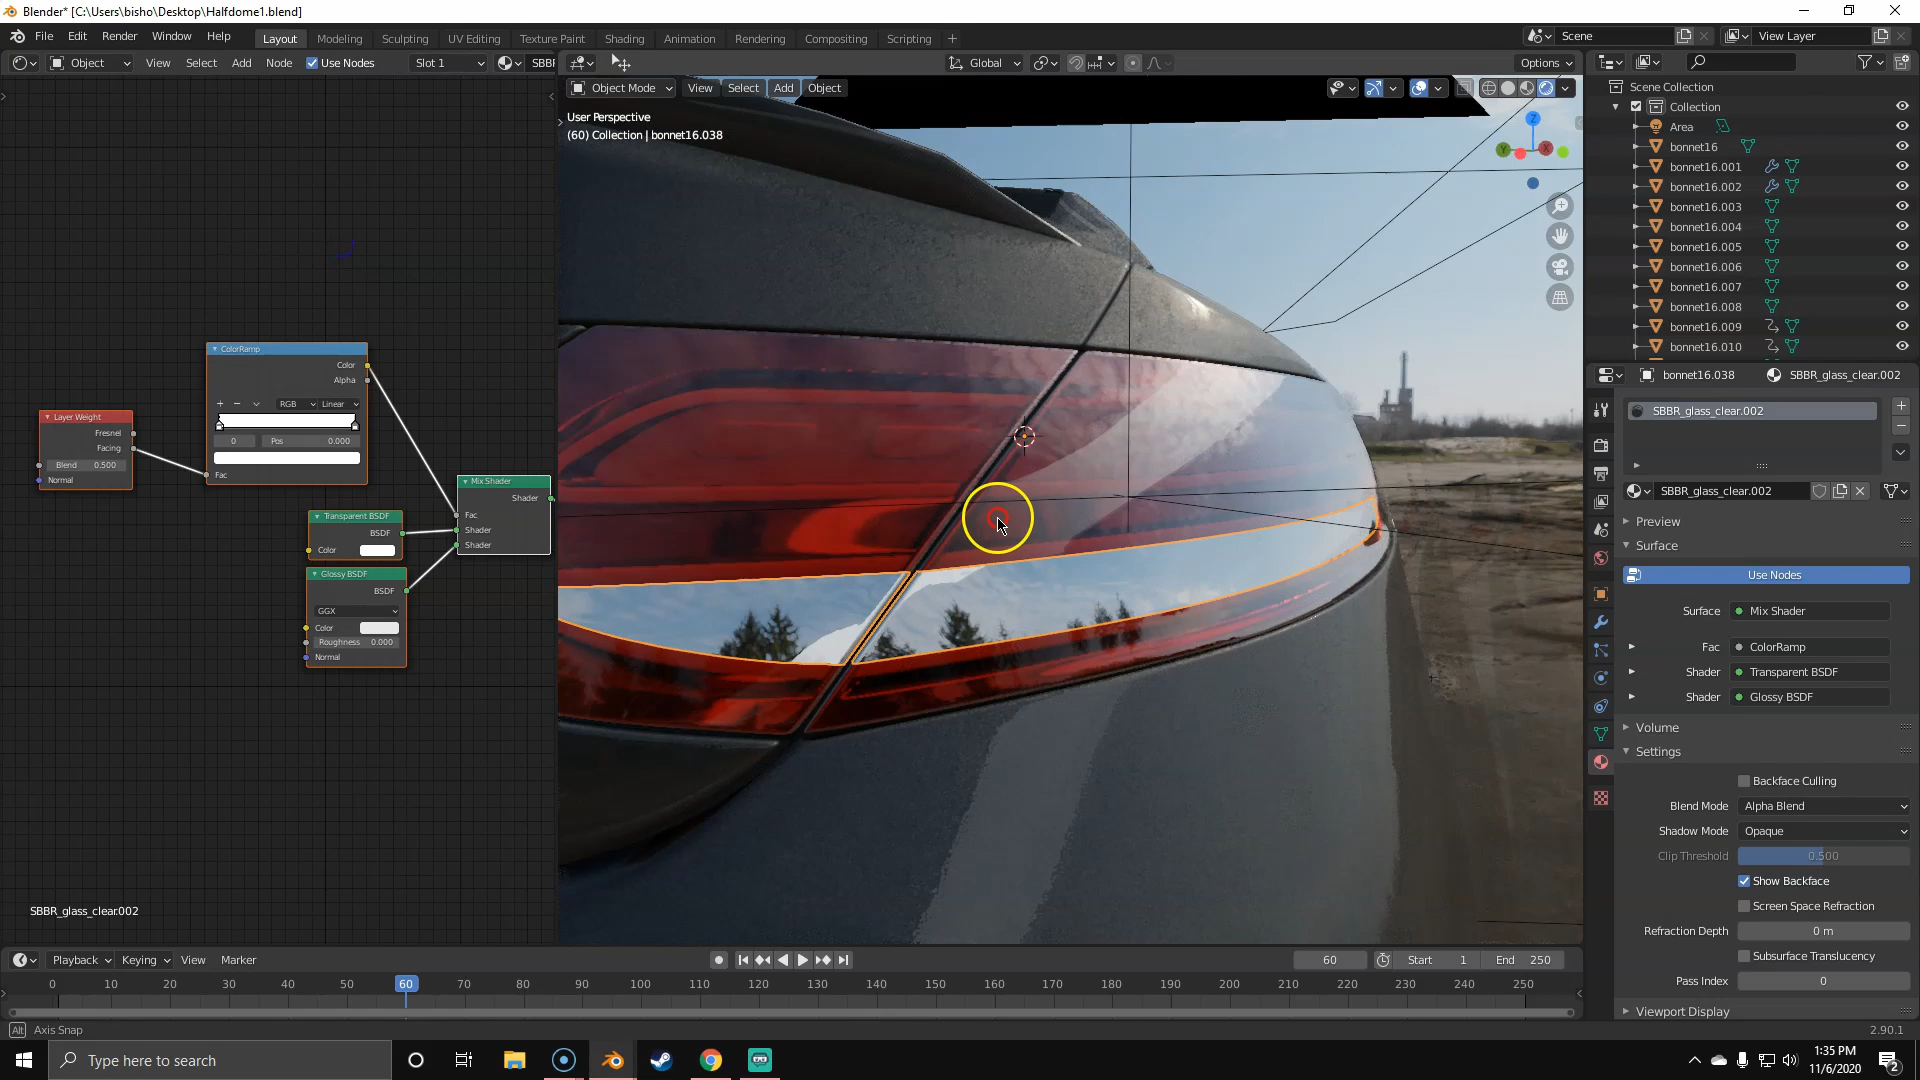 Blender* [C:\Users\bisho\Desktop\Halfdome1.blend]
File Edit Render Window Help
Layout Modeling Sculpting UV Editing Texture Paint Shading Animation Rendering Compositing Scripting +
Scene
View Layer
Object View Select Add Node Use Nodes Slot 1 SBBR
Global
Options
Object Mode View Select Add Object
User Perspective
(60) Collection | bonnet16.038
Z
Y
X
ColorRamp
Color
Alpha
+ −
RGB Linear
0 Pos 0.000
Fac
Layer Weight
Fresnel
Facing
Blend 0.500
Normal
Mix Shader
Shader
Fac
Shader
Shader
Transparent BSDF
BSDF
Color
Glossy BSDF
BSDF
GGX
Color
Roughness 0.000
Normal
SBBR_glass_clear.002
Scene Collection
Collection
Area
bonnet16
bonnet16.001
bonnet16.002
bonnet16.003
bonnet16.004
bonnet16.005
bonnet16.006
bonnet16.007
bonnet16.008
bonnet16.009
bonnet16.010
bonnet16.038 SBBR_glass_clear.002
SBBR_glass_clear.002
SBBR_glass_clear.002
Preview
Surface
Use Nodes
Surface Mix Shader
Fac ColorRamp
Shader Transparent BSDF
Shader Glossy BSDF
Volume
Settings
Backface Culling
Blend Mode Alpha Blend
Shadow Mode Opaque
Clip Threshold 0.500
Show Backface
Screen Space Refraction
Refraction Depth 0 m
Subsurface Translucency
Pass Index 0
Viewport Display
Playback Keying View Marker
60 Start 1 End 250
0 10 20 30 40 50 60 70 80 90 100 110 120 130 140 150 160 170 180 190 200 210 220 230 240 250
Alt Axis Snap
2.90.1
Type here to search
1:35 PM
11/6/2020
2